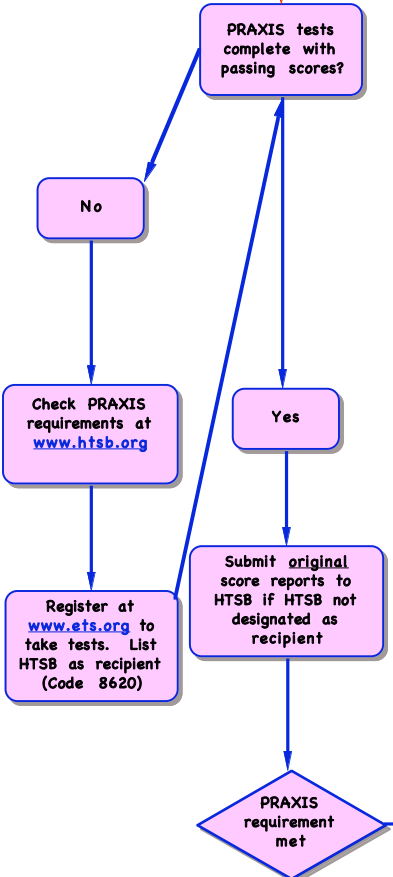 PRAXIS tests
complete with
passing scores?
No
Check PRAXIS
requirements at
www.htsb.org
Yes
Register at
www.ets.org to
take tests. List
HTSB as recipient
(Code 8620)
Submit original
score reports to
HTSB if HTSB not
designated as
recipient
PRAXIS
requirement
met